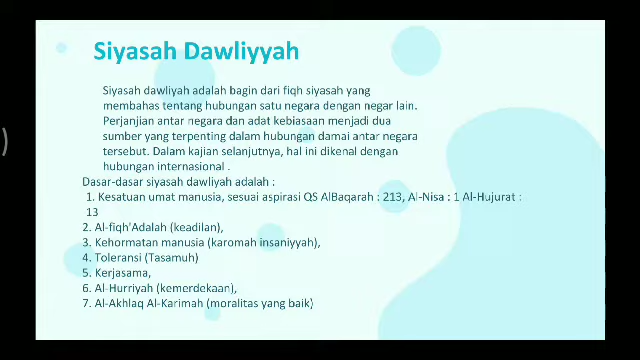 Siyasah Dawliyyah
Siyasah dawliyah adalah bagin dari fiqh siyasah yang
membahas tentang hubungan satu negara dengan negar lain.
Perjanjian antar negara dan adat kebiasaan menjadi dua
sumber yang terpenting dalam hubungan damai antar negara
tersebut. Dalam kajian selanjutnya, hal ini dikenal dengan
hubungan internasional .
Dasar-dasar siyasah dawliyah adalah :
1. Kesatuan umat manusia, sesuai aspirasi QS AlBaqarah : 213, Al-Nisa : 1 Al-Hujurat :
13
2. Al-fiqh'Adalah (keadilan),
3. Kehormatan manusia (karomah insaniyyah),
4. Toleransi (Tasamuh)
5. Kerjasama,
6. Al-Hurriyah (kemerdekaan),
7. Al-Akhlaq Al-Karimah (moralitas yang baik)